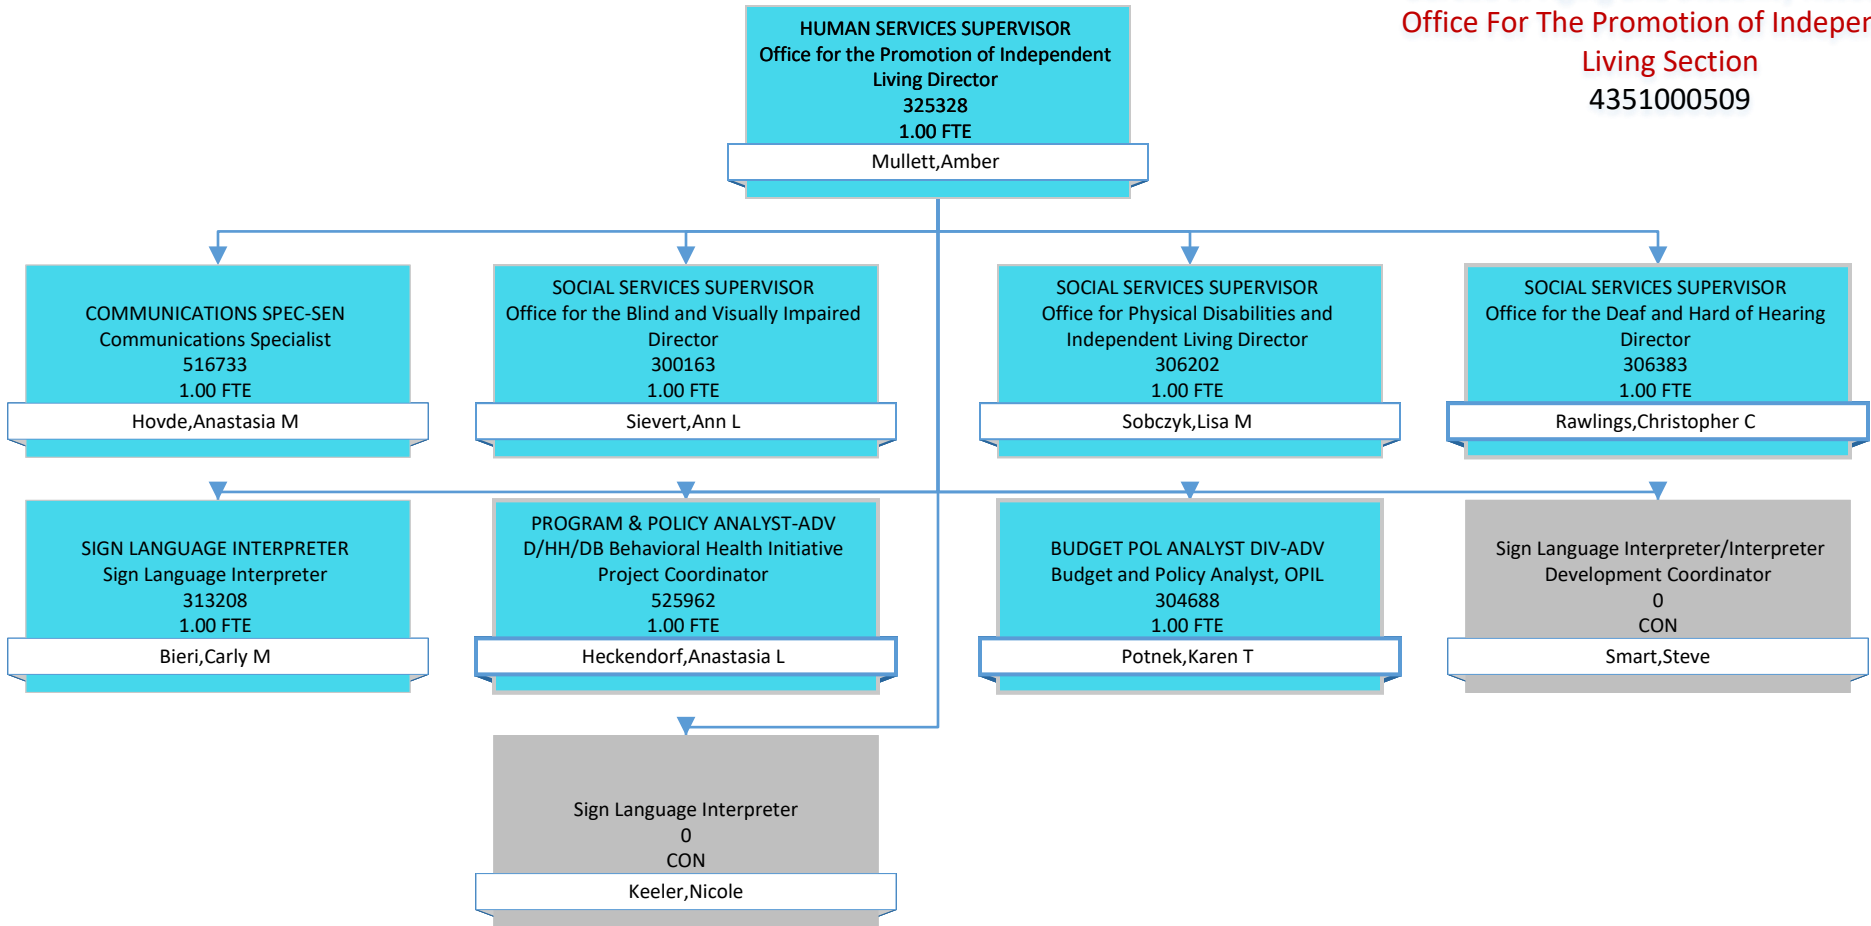 Office For The Promotion of Indepen
Living Section
4351000509
HUMAN SERVICES SUPERVISOR
Office for the Promotion of Independent
Living Director
325328
1.00 FTE
Mullett,Amber
COMMUNICATIONS SPEC-SEN
Communications Specialist
516733
1.00 FTE
Hovde,Anastasia M
SOCIAL SERVICES SUPERVISOR
Office for the Blind and Visually Impaired
Director
300163
1.00 FTE
Sievert,Ann L
SOCIAL SERVICES SUPERVISOR
Office for Physical Disabilities and
Independent Living Director
306202
1.00 FTE
Sobczyk,Lisa M
SOCIAL SERVICES SUPERVISOR
Office for the Deaf and Hard of Hearing
Director
306383
1.00 FTE
Rawlings,Christopher C
SIGN LANGUAGE INTERPRETER
Sign Language Interpreter
313208
1.00 FTE
Bieri,Carly M
PROGRAM & POLICY ANALYST-ADV
D/HH/DB Behavioral Health Initiative
Project Coordinator
525962
1.00 FTE
Heckendorf,Anastasia L
BUDGET POL ANALYST DIV-ADV
Budget and Policy Analyst, OPIL
304688
1.00 FTE
Potnek,Karen T
Sign Language Interpreter/Interpreter
Development Coordinator
0
CON
Smart,Steve
Sign Language Interpreter
0
CON
Keeler,Nicole